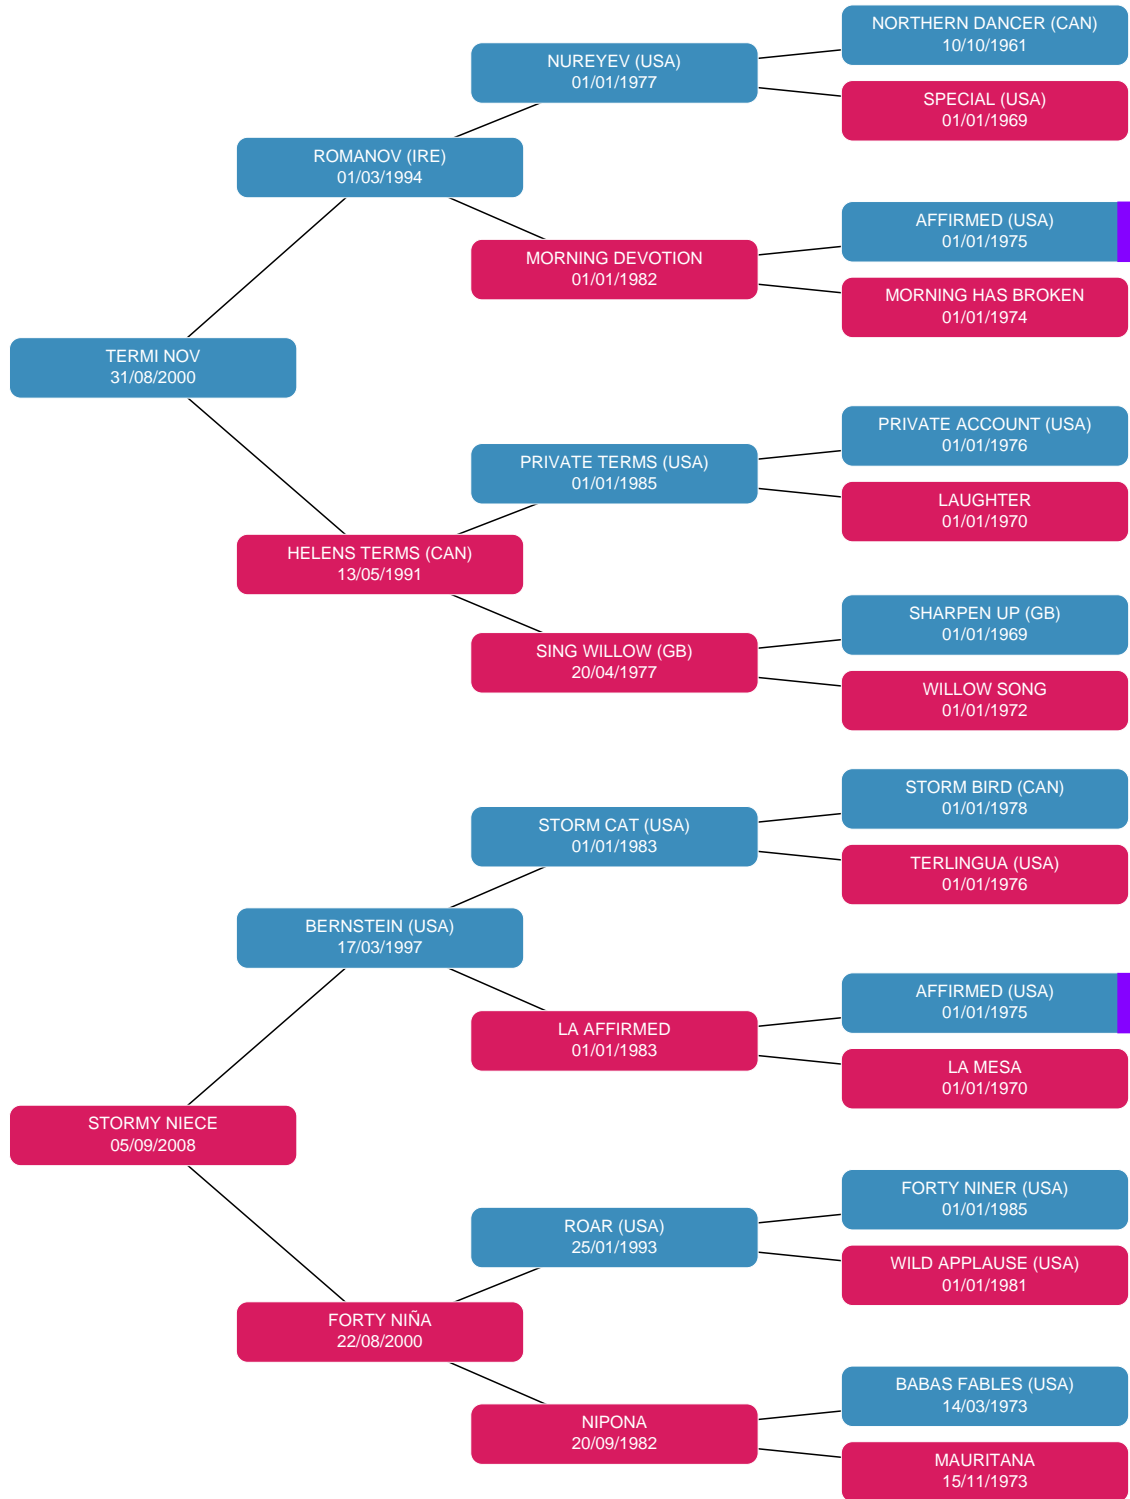 NORTHERN DANCER (CAN)
10/10/1961
NUREYEV (USA)
01/01/1977
SPECIAL (USA)
01/01/1969
ROMANOV (IRE)
01/03/1994
AFFIRMED (USA)
01/01/1975
MORNING DEVOTION
01/01/1982
MORNING HAS BROKEN
01/01/1974
TERMI NOV
31/08/2000
PRIVATE ACCOUNT (USA)
01/01/1976
PRIVATE TERMS (USA)
01/01/1985
LAUGHTER
01/01/1970
HELENS TERMS (CAN)
13/05/1991
SHARPEN UP (GB)
01/01/1969
SING WILLOW (GB)
20/04/1977
WILLOW SONG
01/01/1972
STORM BIRD (CAN)
01/01/1978
STORM CAT (USA)
01/01/1983
TERLINGUA (USA)
01/01/1976
BERNSTEIN (USA)
17/03/1997
AFFIRMED (USA)
01/01/1975
LA AFFIRMED
01/01/1983
LA MESA
01/01/1970
STORMY NIECE
05/09/2008
FORTY NINER (USA)
01/01/1985
ROAR (USA)
25/01/1993
WILD APPLAUSE (USA)
01/01/1981
FORTY NIÑA
22/08/2000
BABAS FABLES (USA)
14/03/1973
NIPONA
20/09/1982
MAURITANA
15/11/1973